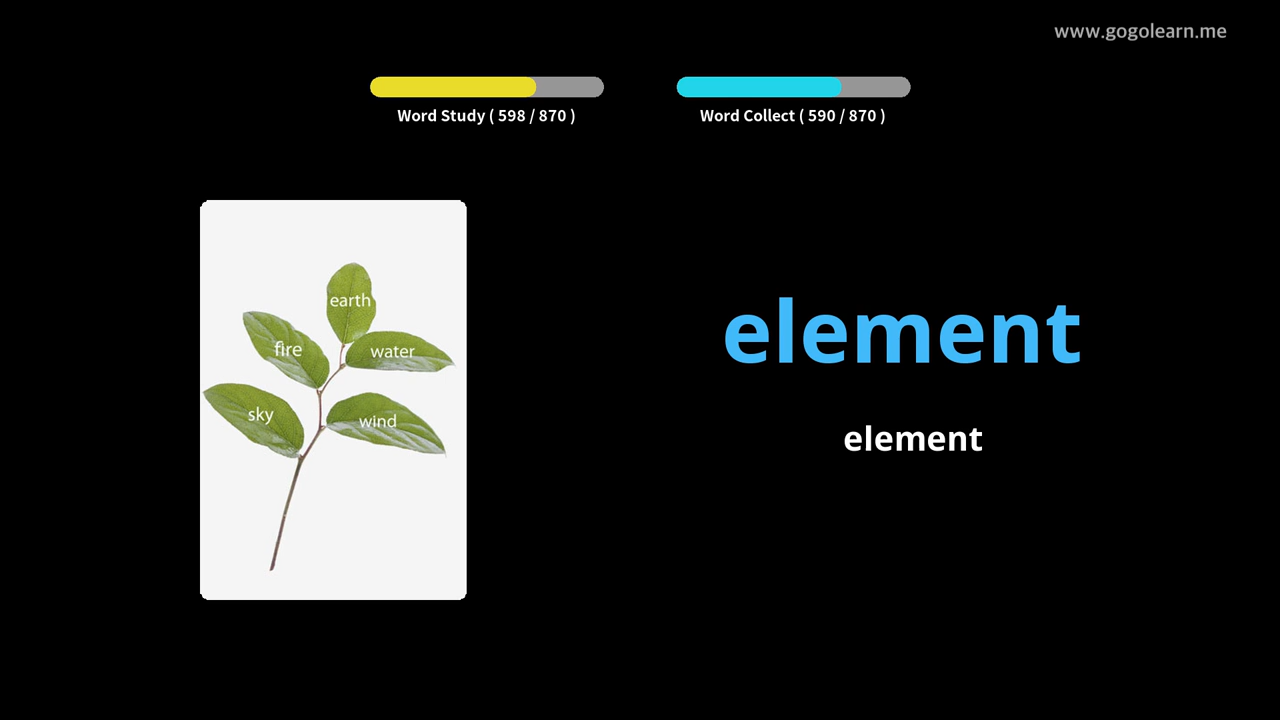 www.gogolearn.me
Word Study ( 598 / 870 )
Word Collect ( 590 / 870 )
earth
fire
water
sky
wind
element
element